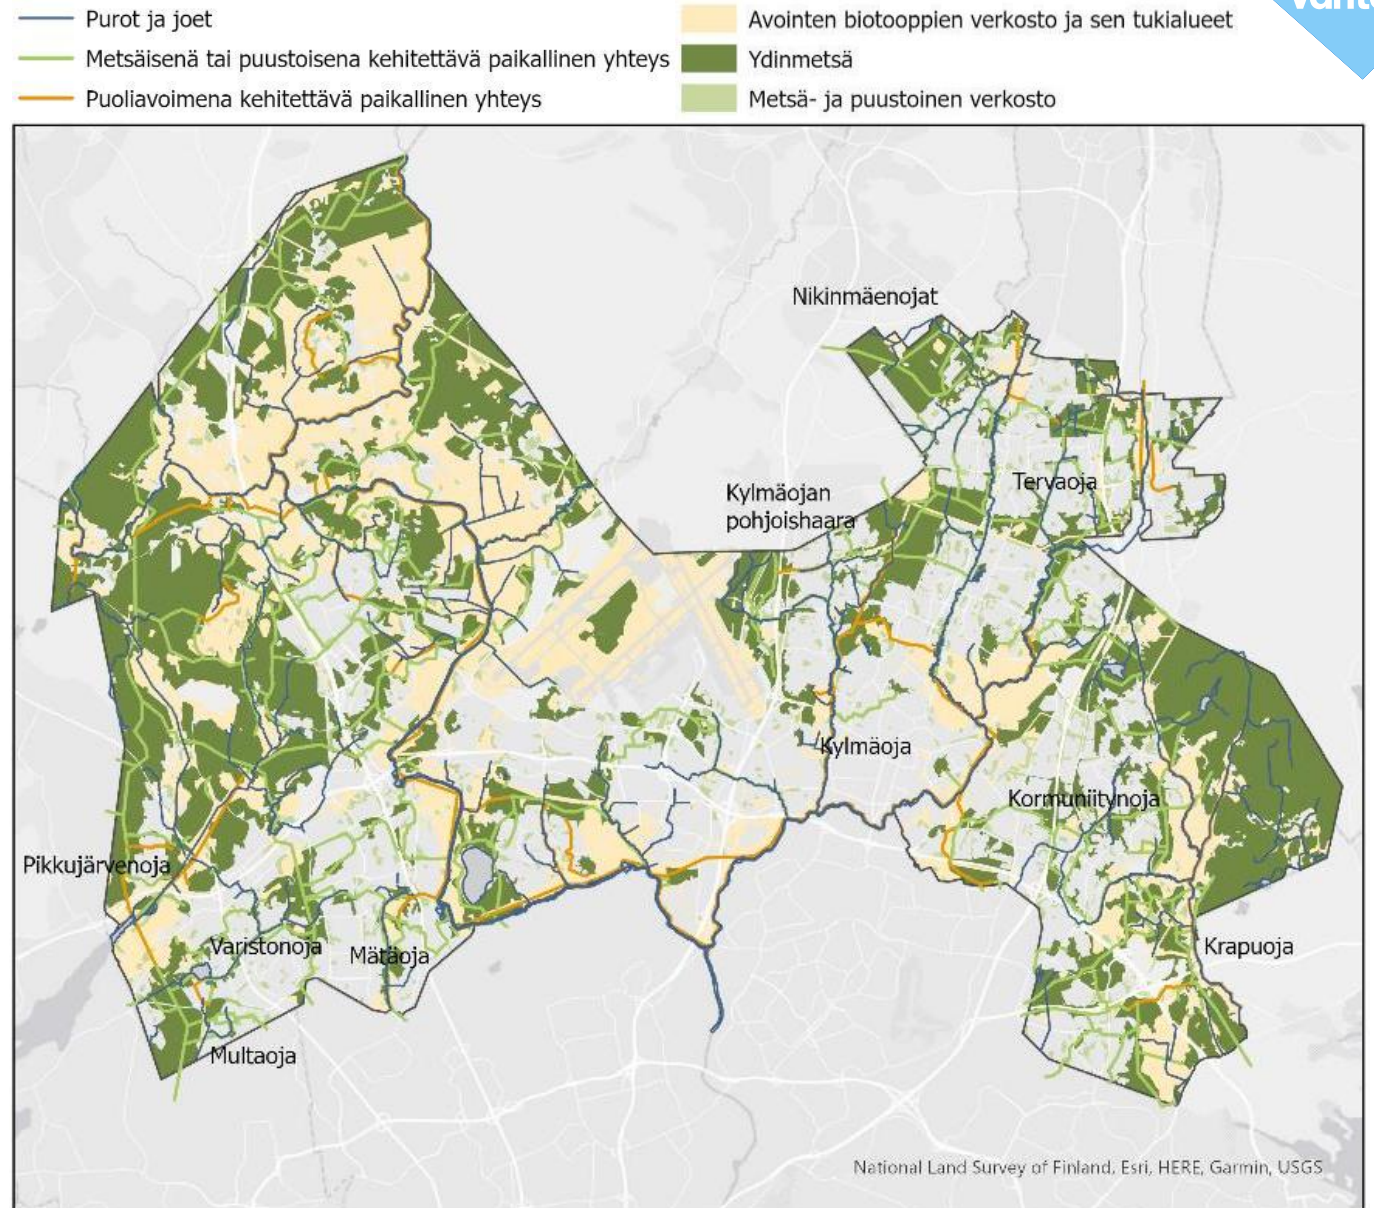 Purot ja joet
Metsäisenä tai puustoisena kehitettävä paikallinen yhteys
Puoliavoimena kehitettävä paikallinen yhteys
Avointen biotooppien verkosto ja sen tukialueet
Ydinmetsä
Metsä- ja puustoinen verkosto
Nikinmäenojat
Tervaoja
Kylmäojan
pohjoishaara
Kylmäoja
Kormuniitynoja
Pikkujärvenoja
Varistonoja
Mätäoja
Krapuoja
Multaoja
National Land Survey of Finland, Esri, HERE, Garmin, USGS